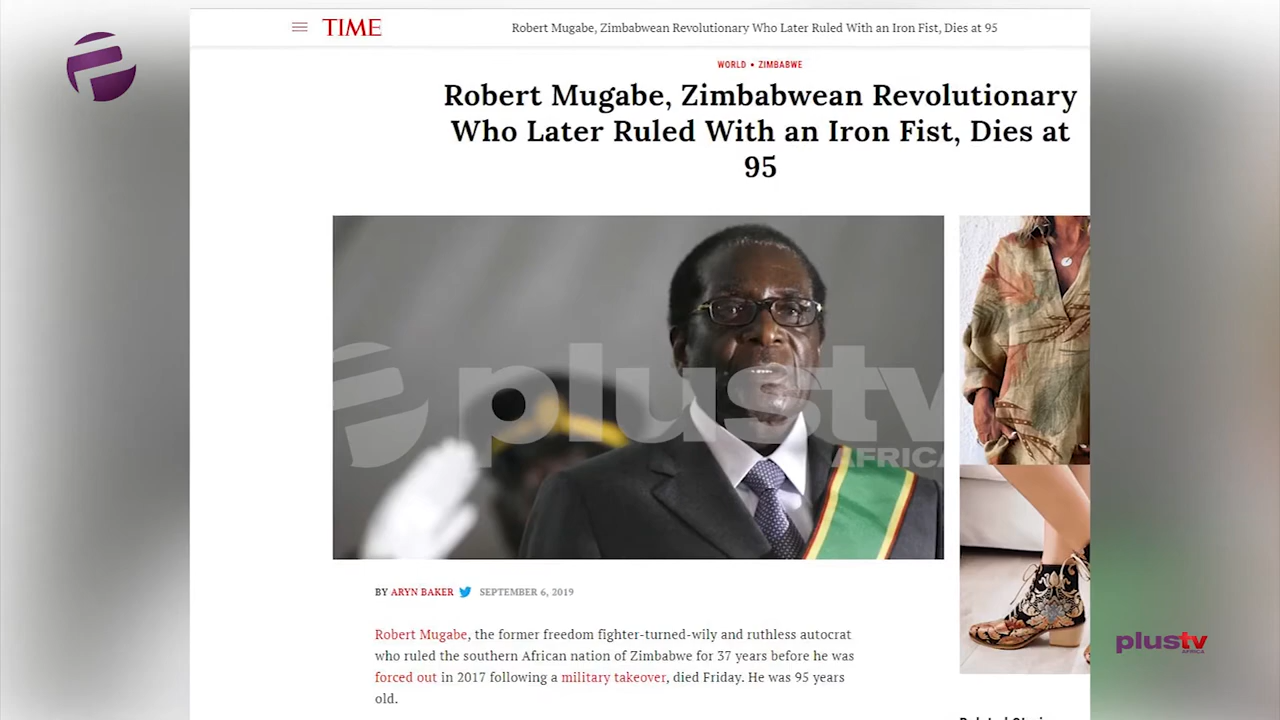 TIME
Robert Mugabe, Zimbabwean Revolutionary Who Later Ruled With an Iron Fist, Dies at 95
WORLD • ZIMBABWE
Robert Mugabe, Zimbabwean Revolutionary
Who Later Ruled With an Iron Fist, Dies at
95
plustv
AFRICA
BY ARYN BAKER SEPTEMBER 6, 2019
Robert Mugabe, the former freedom fighter-turned-wily and ruthless autocrat
who ruled the southern African nation of Zimbabwe for 37 years before he was
forced out in 2017 following a military takeover, died Friday. He was 95 years
old.
plustv
AFRICA